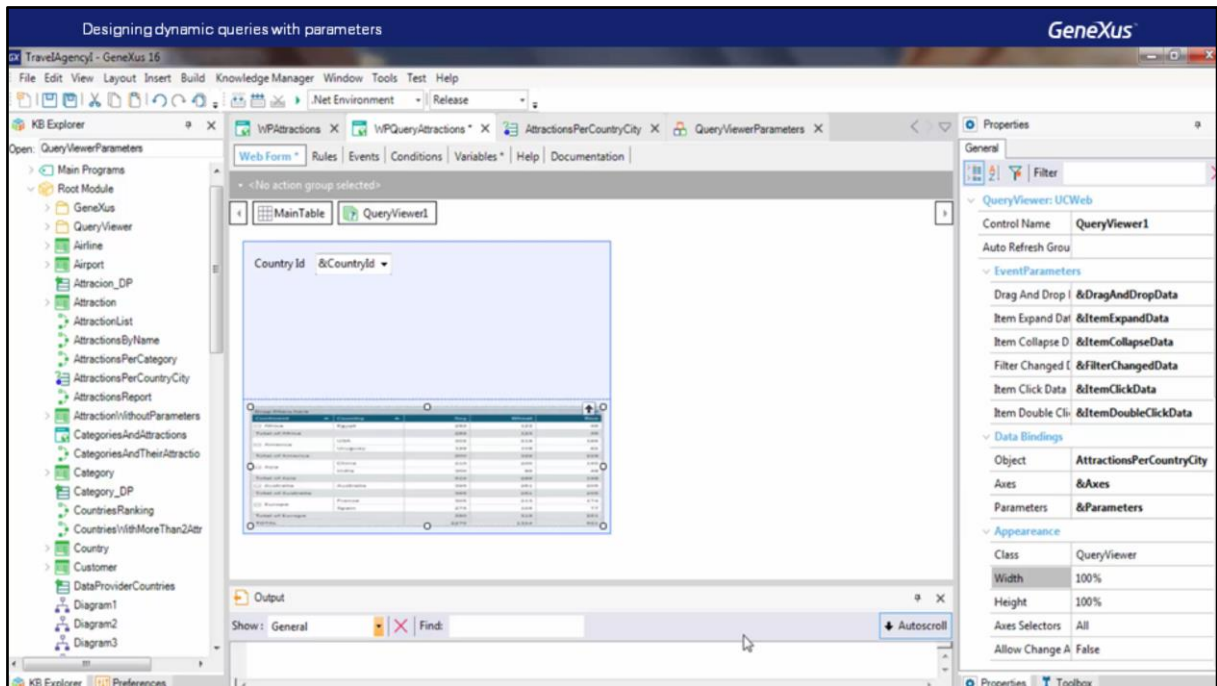 Designing dynamic queries with parameters
GeneXus
TravelAgencyI - GeneXus 16
File Edit View Layout Insert Build Knowledge Manager Window Tools Test Help
.Net Environment Release
KB Explorer
Open: QueryViewerParameters
Main Programs
Root Module
GeneXus
QueryViewer
Airline
Airport
Attracion_DP
Attraction
AttractionList
AttractionsByName
AttractionsPerCategory
AttractionsPerCountryCity
AttractionsReport
AttractionWithoutParameters
CategoriesAndAttractions
CategoriesAndTheirAttractio
Category
Category_DP
CountriesRanking
CountriesWithMoreThan2Attr
Country
Customer
DataProviderCountries
Diagram1
Diagram2
Diagram3
KB Explorer Preferences
WPAttractions X WPQueryAttractions * X AttractionsPerCountryCity X QueryViewerParameters X
Web Form * Rules Events Conditions Variables * Help Documentation
<No action group selected>
MainTable QueryViewer1
Country Id &CountryId
Output
Show: General Find: Autoscroll
Properties
General
Filter
QueryViewer: UCWeb
Control Name QueryViewer1
Auto Refresh Grou
EventParameters
Drag And Drop &DragAndDropData
Item Expand Dat &ItemExpandData
Item Collapse D &ItemCollapseData
Filter Changed &FilterChangedData
Item Click Data &ItemClickData
Item Double Cli &ItemDoubleClickData
Data Bindings
Object AttractionsPerCountryCity
Axes &Axes
Parameters &Parameters
Appeareance
Class QueryViewer
Width 100%
Height 100%
Axes Selectors All
Allow Change A False
Properties Toolbox